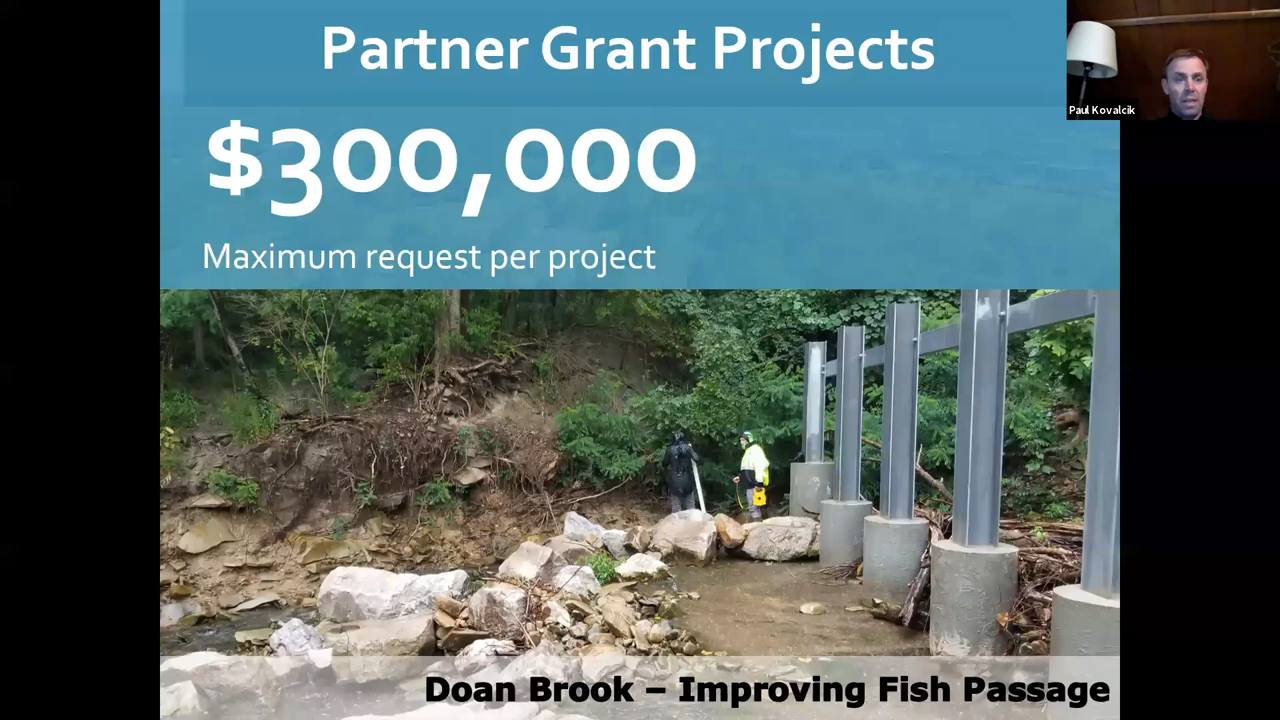 Partner Grant Projects
$300,000
Maximum request per project
Doan Brook – Improving Fish Passage
Paul Kovalcik